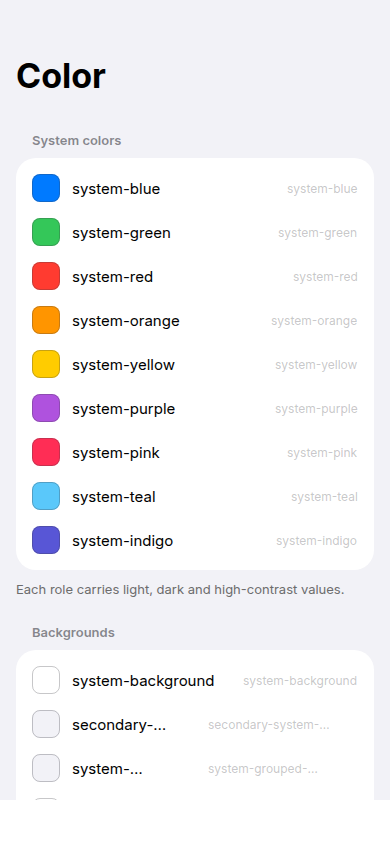 Color
System colors
system-blue system-blue
system-green system-green
system-red system-red
system-orange system-orange
system-yellow system-yellow
system-purple system-purple
system-pink system-pink
system-teal system-teal
system-indigo system-indigo
Each role carries light, dark and high-contrast values.
Backgrounds
system-background system-background
secondary-... secondary-system-...
system-... system-grouped-...